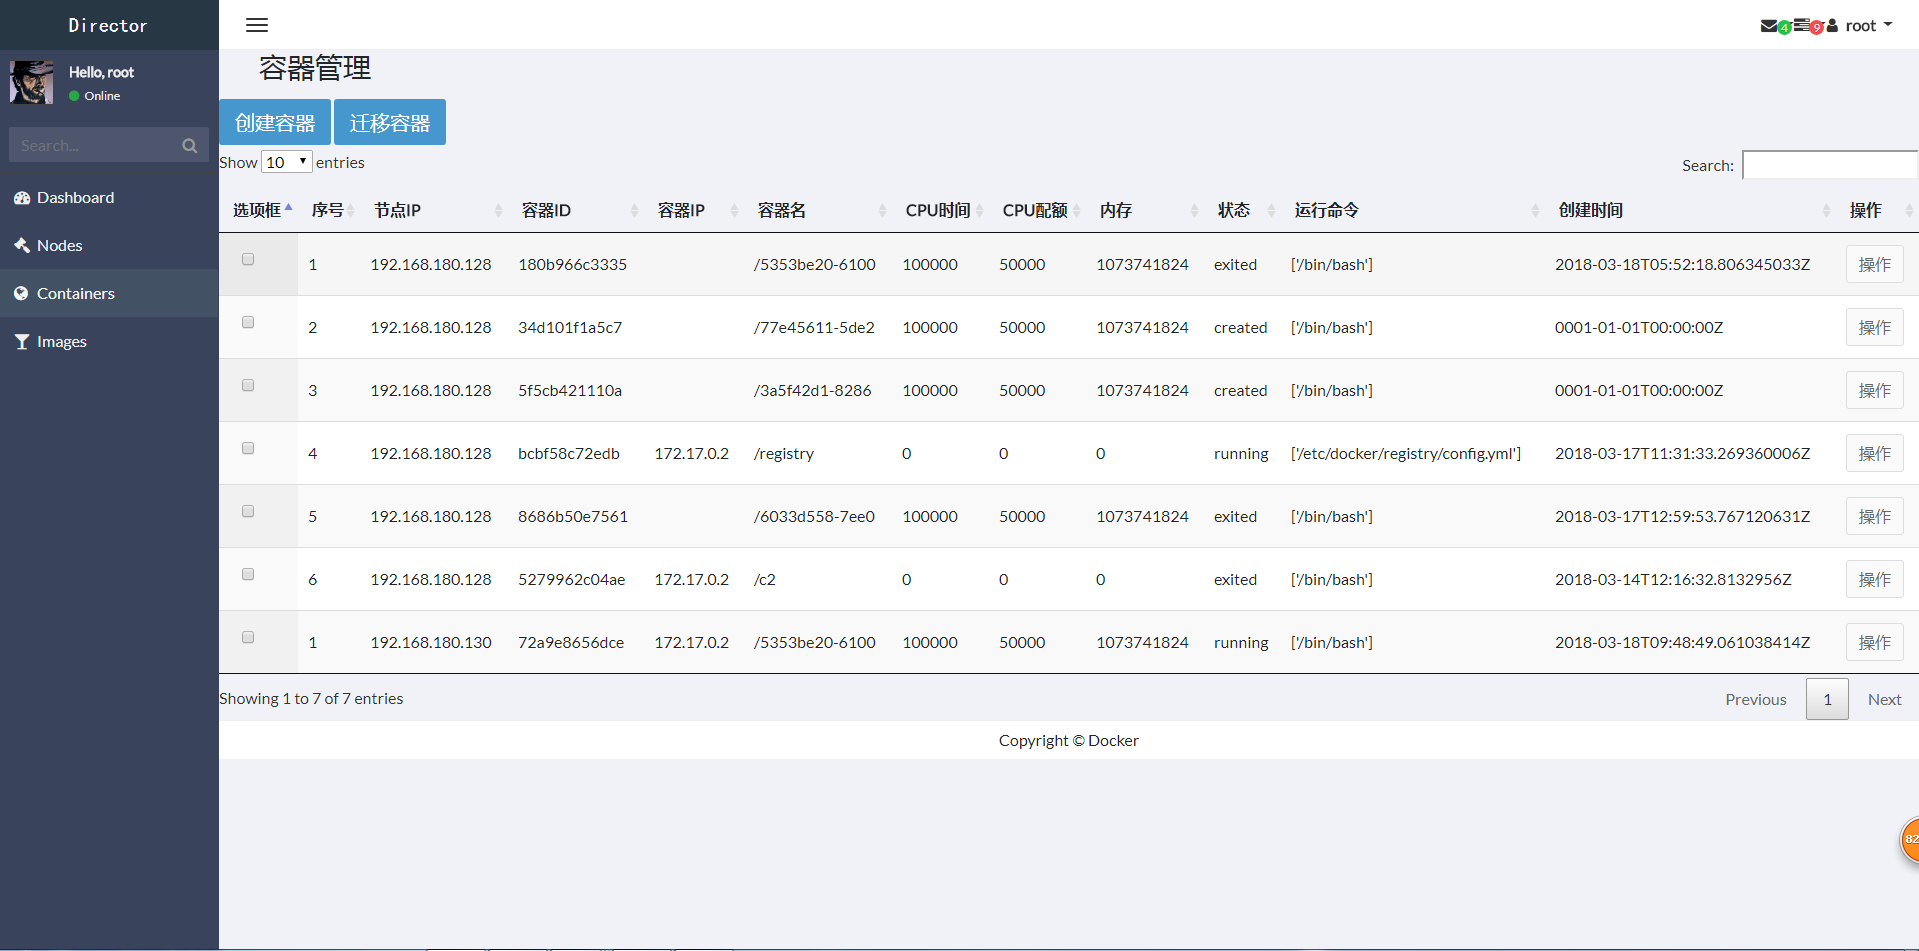 Director
4 9 root
Hello, root
Online
Search...
Dashboard
Nodes
Containers
Images
容器管理
创建容器 迁移容器
Show 10 entries
Search:
选项框 序号 节点IP 容器ID 容器IP 容器名 CPU时间 CPU配额 内存 状态 运行命令 创建时间 操作
1 192.168.180.128 180b966c3335 /5353be20-6100 100000 50000 1073741824 exited ['/bin/bash'] 2018-03-18T05:52:18.806345033Z 操作
2 192.168.180.128 34d101f1a5c7 /77e45611-5de2 100000 50000 1073741824 created ['/bin/bash'] 0001-01-01T00:00:00Z 操作
3 192.168.180.128 5f5cb421110a /3a5f42d1-8286 100000 50000 1073741824 created ['/bin/bash'] 0001-01-01T00:00:00Z 操作
4 192.168.180.128 bcbf58c72edb 172.17.0.2 /registry 0 0 0 running ['/etc/docker/registry/config.yml'] 2018-03-17T11:31:33.269360006Z 操作
5 192.168.180.128 8686b50e7561 /6033d558-7ee0 100000 50000 1073741824 exited ['/bin/bash'] 2018-03-17T12:59:53.767120631Z 操作
6 192.168.180.128 5279962c04ae 172.17.0.2 /c2 0 0 0 exited ['/bin/bash'] 2018-03-14T12:16:32.8132956Z 操作
1 192.168.180.130 72a9e8656dce 172.17.0.2 /5353be20-6100 100000 50000 1073741824 running ['/bin/bash'] 2018-03-18T09:48:49.061038414Z 操作
Showing 1 to 7 of 7 entries
Previous 1 Next
Copyright © Docker
82